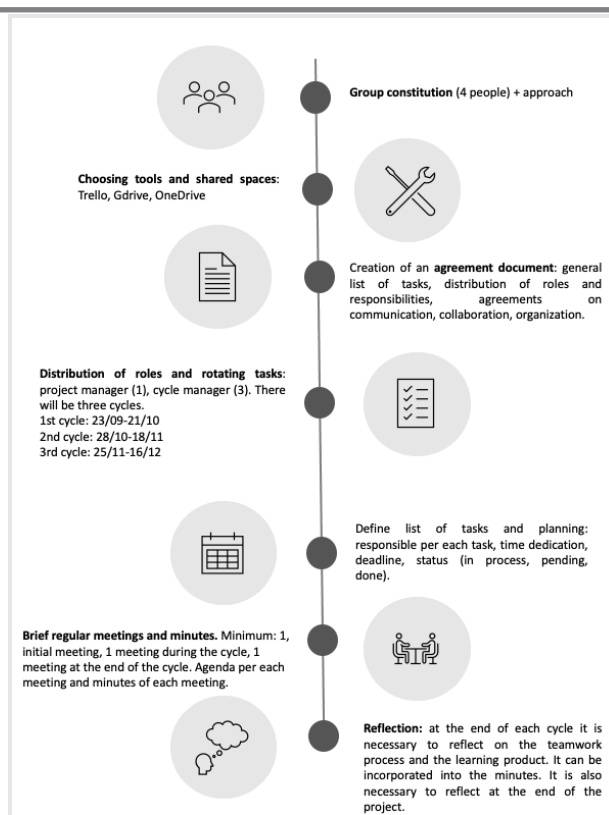 Group constitution (4 people) + approach
Choosing tools and shared spaces:
Trello, Gdrive, OneDrive
Creation of an agreement document: general
list of tasks, distribution of roles and
responsibilities, agreements on
communication, collaboration, organization.
Distribution of roles and rotating tasks:
project manager (1), cycle manager (3). There
will be three cycles.
1st cycle: 23/09-21/10
2nd cycle: 28/10-18/11
3rd cycle: 25/11-16/12
Define list of tasks and planning:
responsible per each task, time dedication,
deadline, status (in process, pending,
done).
Brief regular meetings and minutes. Minimum: 1,
initial meeting, 1 meeting during the cycle, 1
meeting at the end of the cycle. Agenda per each
meeting and minutes of each meeting.
Reflection: at the end of each cycle it is
necessary to reflect on the teamwork
process and the learning product. It can be
incorporated into the minutes. It is also
necessary to reflect at the end of the
project.